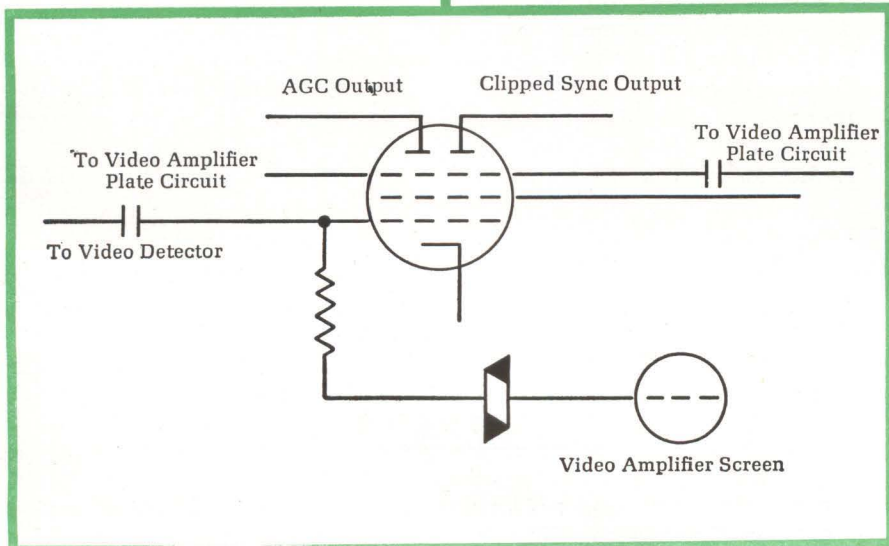 AGC Output
Clipped Sync Output
To Video Amplifier
Plate Circuit
To Video Amplifier
Plate Circuit
To Video Detector
Video Amplifier Screen